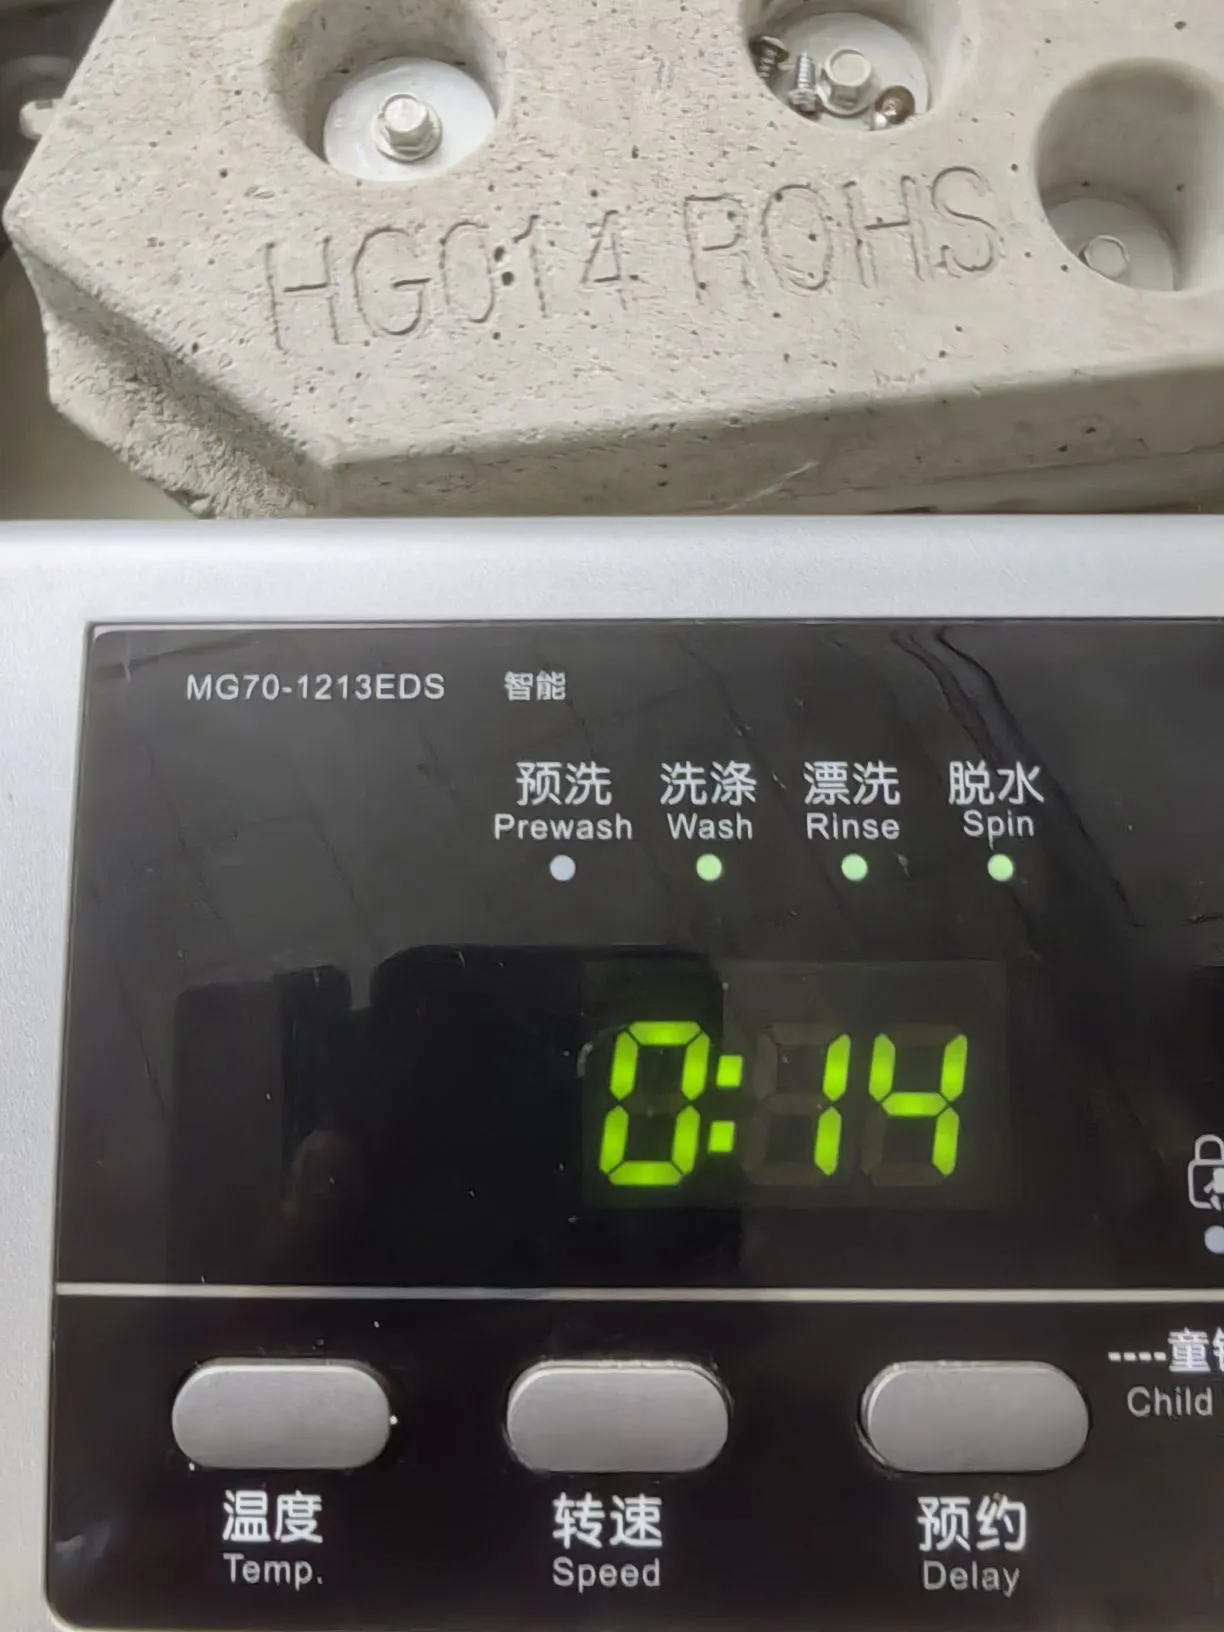 HG014 ROHS
MG70-1213EDS 智能
预洗 洗涤 漂洗 脱水
Prewash Wash Rinse Spin
0:14
----童
Child
温度 转速 预约
Temp. Speed Delay